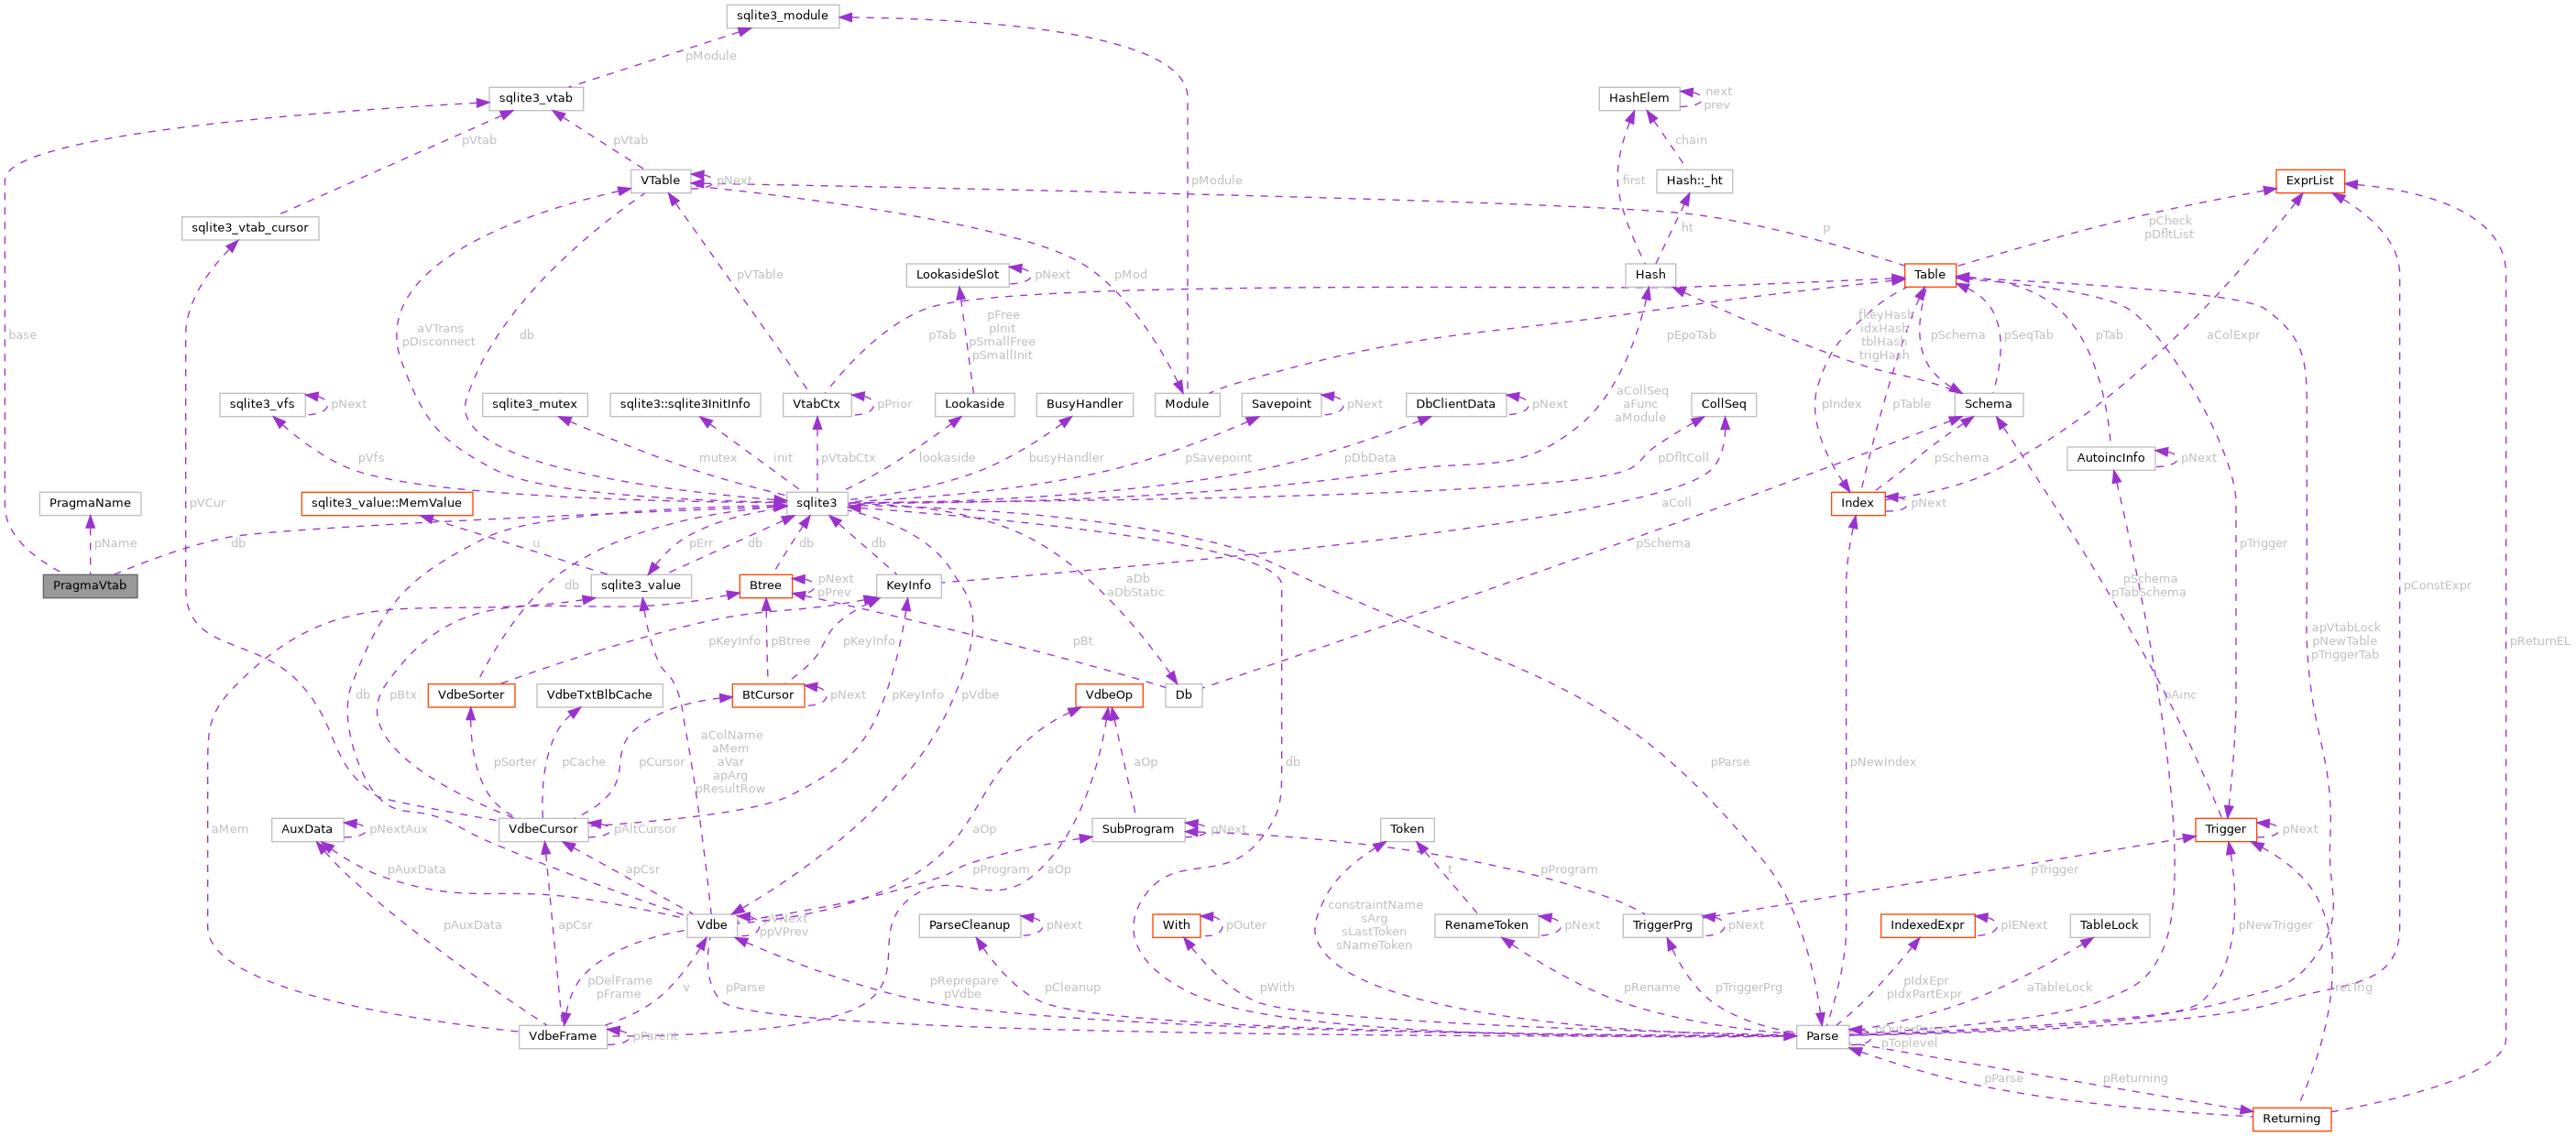 sqlite3_module
pModule
sqlite3_vtab
HashElem
next
prev
pVtab
pVtab
chain
VTable
pNext
pModule
first
Hash::_ht
ExprList
sqlite3_vtab_cursor
ht
p
pCheck
pDfltList
pVTable
pMod
LookasideSlot
pNext
Hash
Table
base
aVTrans
pDisconnect
db
pTab
pFree
pInit
pSmallFree
pSmallInit
pEpoTab
fkeyHash
idxHash
tblHash
trigHash
pSchema
pSeqTab
pTab
aColExpr
sqlite3_vfs
pNext
sqlite3_mutex
sqlite3::sqlite3InitInfo
VtabCtx
pPrior
Lookaside
BusyHandler
Module
Savepoint
pNext
DbClientData
pNext
aCollSeq
aFunc
aModule
CollSeq
pIndex
pTable
Schema
pVfs
mutex
init
pVtabCtx
lookaside
busyHandler
pSavepoint
pDbData
pDfltColl
pSchema
AutoincInfo
pNext
PragmaName
pVCur
sqlite3_value::MemValue
sqlite3
aColl
Index
pNext
pName
db
u
pErr
db
db
db
pSchema
pTrigger
PragmaVtab
db
sqlite3_value
Btree
pNext
pPrev
KeyInfo
aDb
aDbStatic
pSchema
pTabSchema
pConstExpr
pKeyInfo
pBtree
pKeyInfo
pBt
apVtabLock
pNewTable
pTriggerTab
pReturnEL
db
pBtx
VdbeSorter
VdbeTxtBlbCache
BtCursor
pNext
pKeyInfo
pVdbe
VdbeOp
Db
pAinc
pSorter
pCache
pCursor
aColName
aMem
aVar
apArg
pResultRow
aOp
db
pParse
pNewIndex
aMem
AuxData
pNextAux
VdbeCursor
pAltCursor
aOp
SubProgram
pNext
Token
Trigger
pNext
pAuxData
apCsr
pProgram
aOp
pProgram
t
pTrigger
pAuxData
apCsr
Vdbe
pVNext
ppVPrev
ParseCleanup
pNext
With
pOuter
constraintName
sArg
sLastToken
sNameToken
RenameToken
pNext
TriggerPrg
pNext
IndexedExpr
pIENext
TableLock
pNewTrigger
pDelFrame
pFrame
v
pParse
pReprepare
pVdbe
pCleanup
pWith
pRename
pTriggerPrg
pIdxEpr
pIdxPartExpr
aTableLock
retTrig
VdbeFrame
pParent
Parse
pOuterParse
pToplevel
pParse
pReturning
Returning